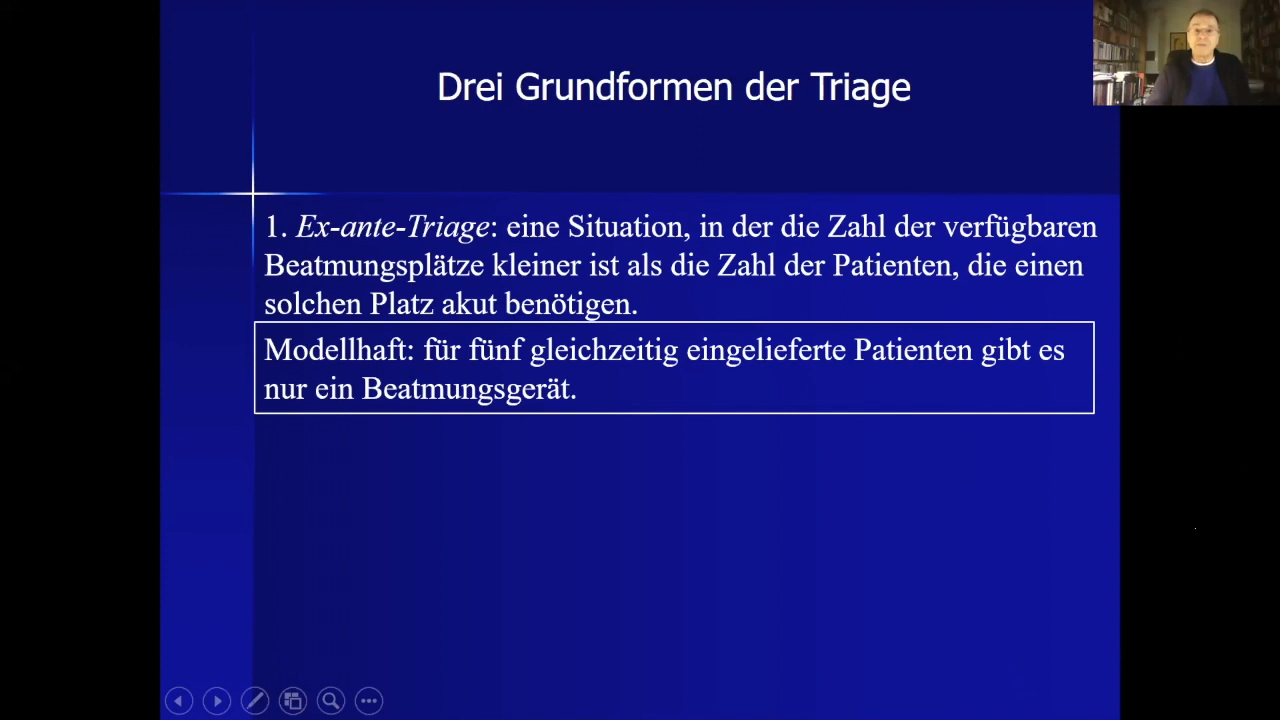 Drei Grundformen der Triage
1. Ex-ante-Triage: eine Situation, in der die Zahl der verfügbaren
Beatmungsplätze kleiner ist als die Zahl der Patienten, die einen
solchen Platz akut benötigen.
Modellhaft: für fünf gleichzeitig eingelieferte Patienten gibt es
nur ein Beatmungsgerät.